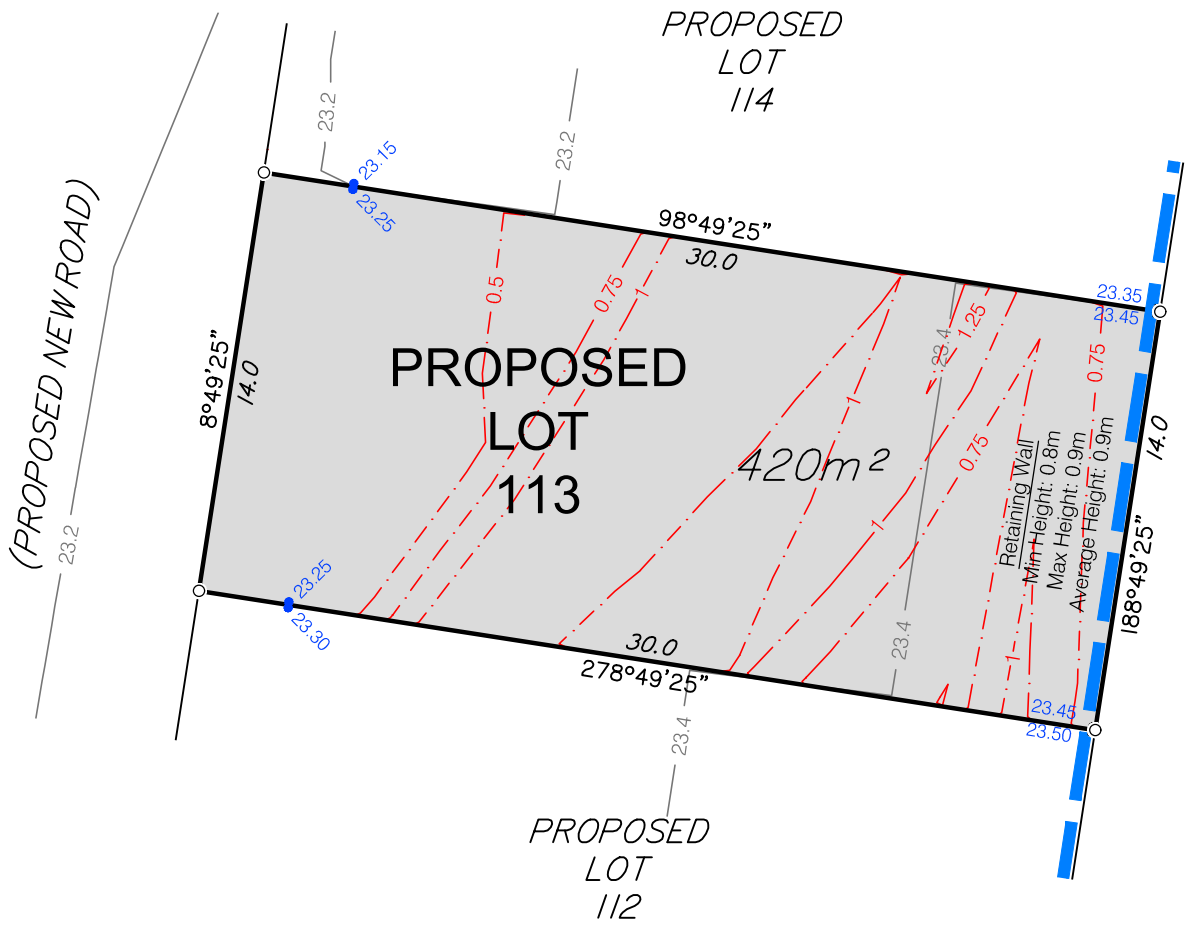 PROPOSED
LOT
114
23.2
23.2
23.15
23.25
98°49'25"
30.0
(PROPOSED NEW ROAD)
23.2
8°49'25"
14.0
0.5
0.75
1
1.25
23.4
23.35
23.45
0.75
PROPOSED
LOT
113
420m²
1
0.75
1
1
Retaining Wall
Min Height: 0.8m
Max Height: 0.9m
Average Height: 0.9m
14.0
188°49'25"
23.25
23.30
30.0
278°49'25"
23.4
23.4
23.45
23.50
PROPOSED
LOT
112